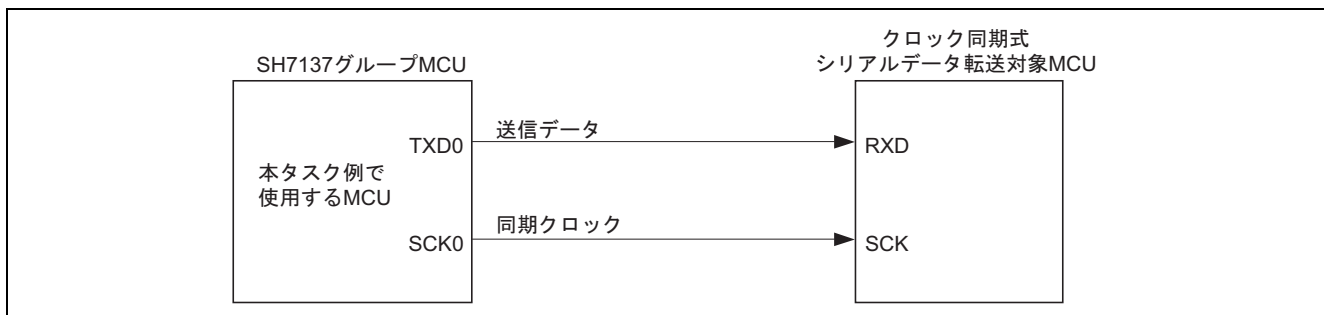 SH7137グループMCU
クロック同期式
シリアルデータ転送対象MCU
本タスク例で
使用するMCU
TXD0
送信データ
RXD
SCK0
同期クロック
SCK